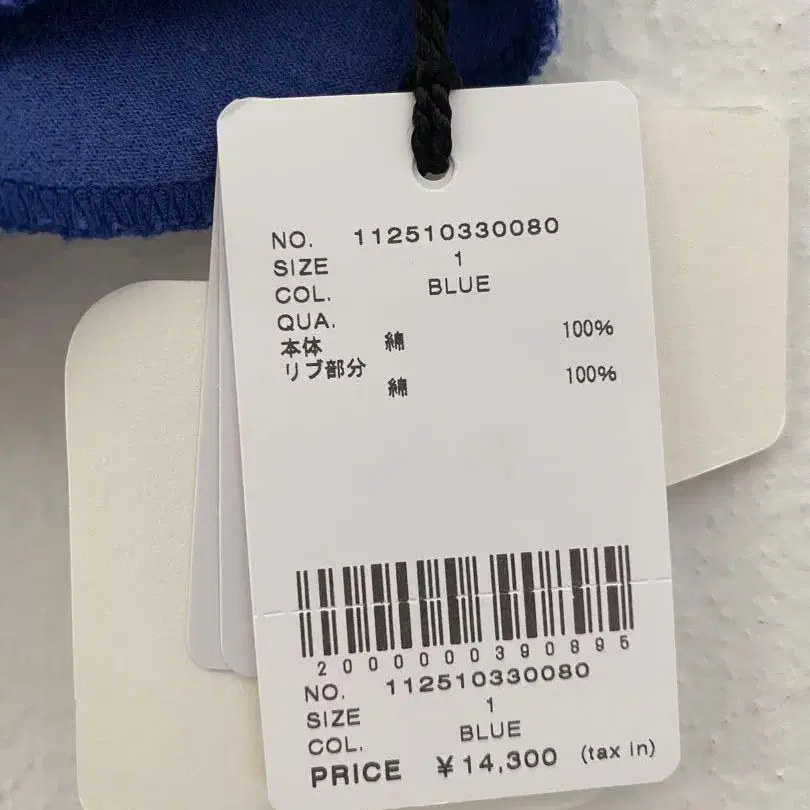 NO. 112510330080
SIZE 1
COL. BLUE
QUA.
本体 綿 100%
リブ部分
綿 100%
2000000390895
NO. 112510330080
SIZE 1
COL. BLUE
PRICE ¥14,300 (tax in)